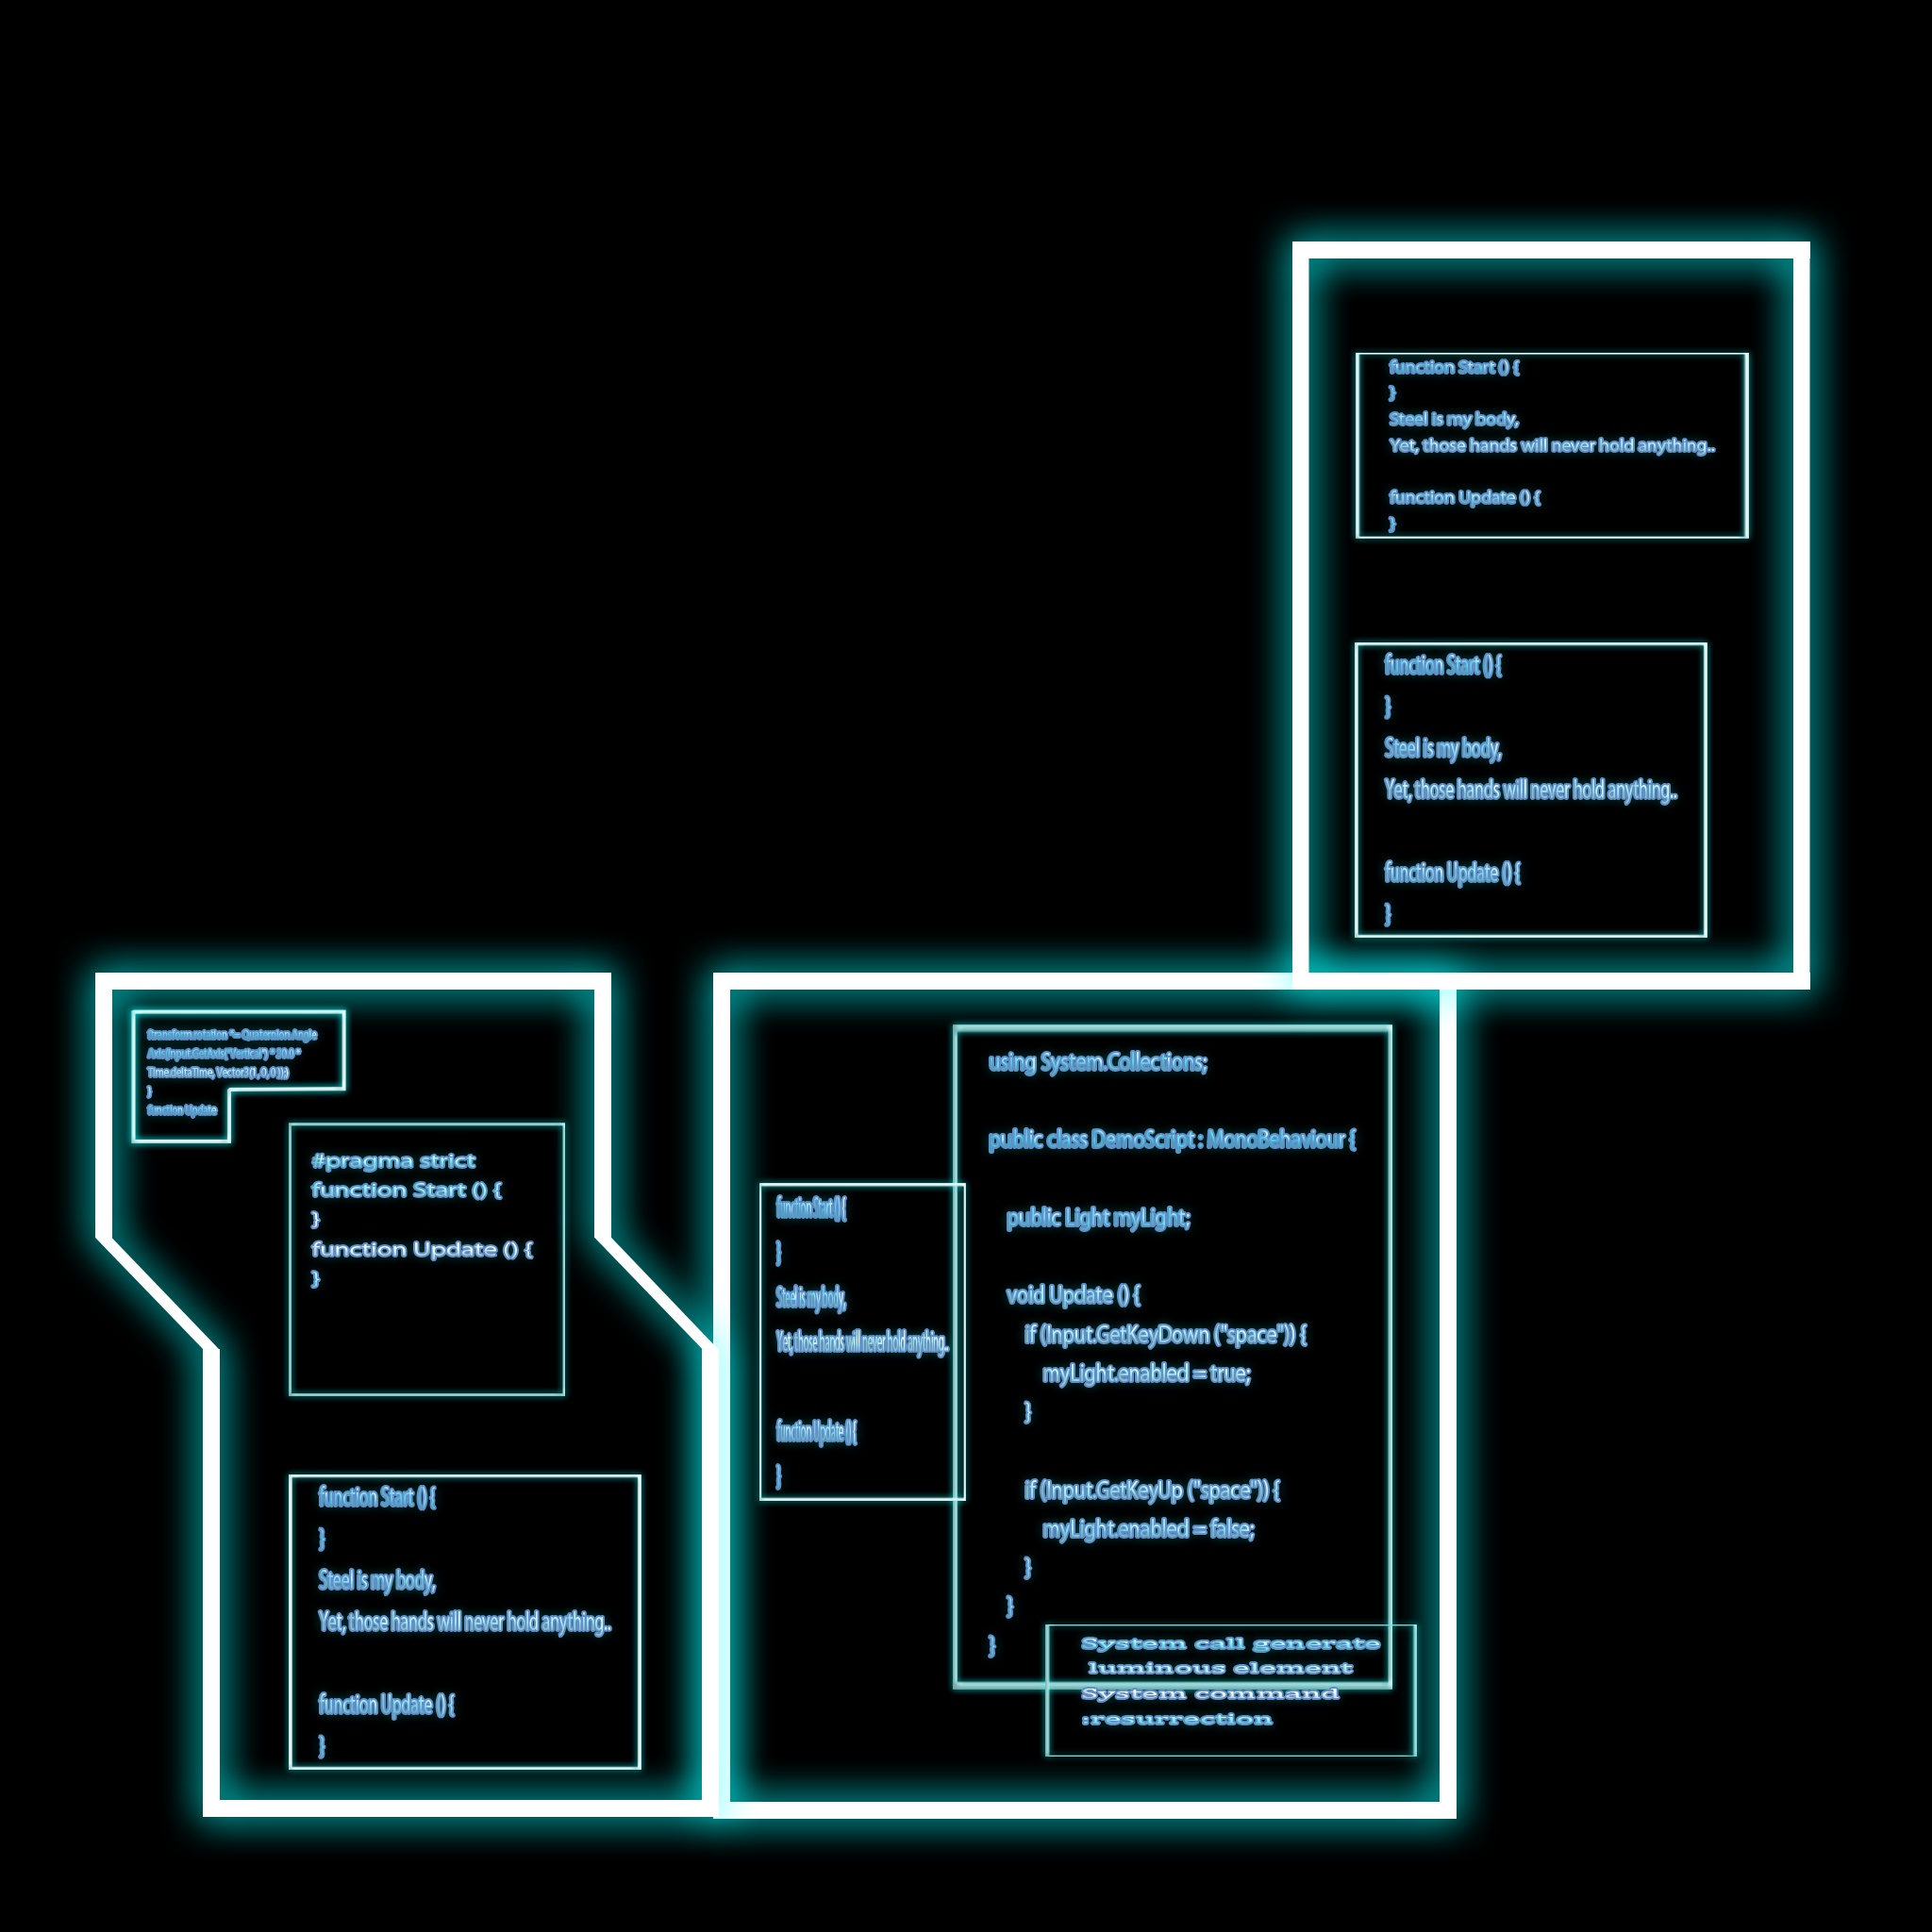 function Start () {
}
Steel is my body,
Yet, those hands will never hold anything..
function Update () {
}
function Start () {
}
Steel is my body,
Yet, those hands will never hold anything..
function Update () {
}
ftransform.rotation *= Quaternion.Angle
Axis(Input.GetAxis("Vertical") * 30.0 *
Time.deltaTime, Vector3(1, 0, 0));)
}
function Update
#pragma strict
function Start () {
}
function Update () {
}
function Start () {
}
Steel is my body,
Yet, those hands will never hold anything..
function Update () {
}
function Start () {
}
Steel is my body,
Yet, those hands will never hold anything..
function Update () {
}
using System.Collections;
public class DemoScript : MonoBehaviour {
public Light myLight;
void Update () {
if (Input.GetKeyDown ("space")) {
myLight.enabled = true;
}
if (Input.GetKeyUp ("space")) {
myLight.enabled = false;
}
}
}
System call generate
luminous element
System command
:resurrection